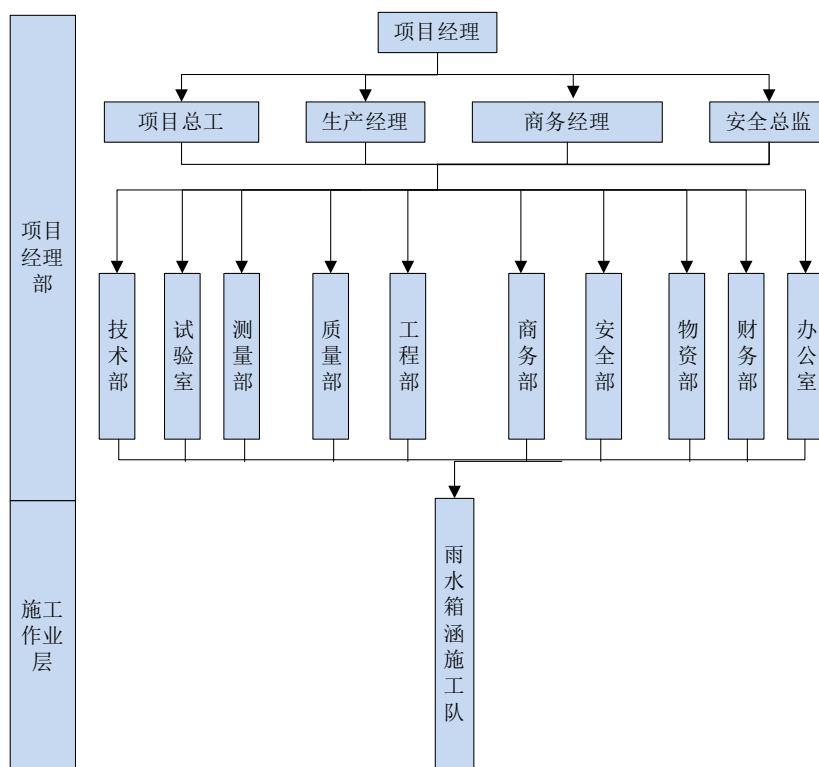 项目经理
项目总工
生产经理
商务经理
安全总监
项目
经理
部
技术部
试验室
测量部
质量部
工程部
商务部
安全部
物资部
财务部
办公室
施工
作业
层
雨水箱涵施工队